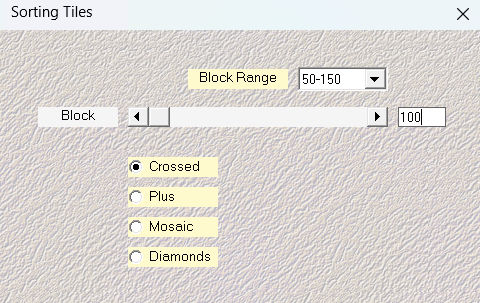 Sorting Tiles
Block Range 50-150
Block 100
Crossed
Plus
Mosaic
Diamonds